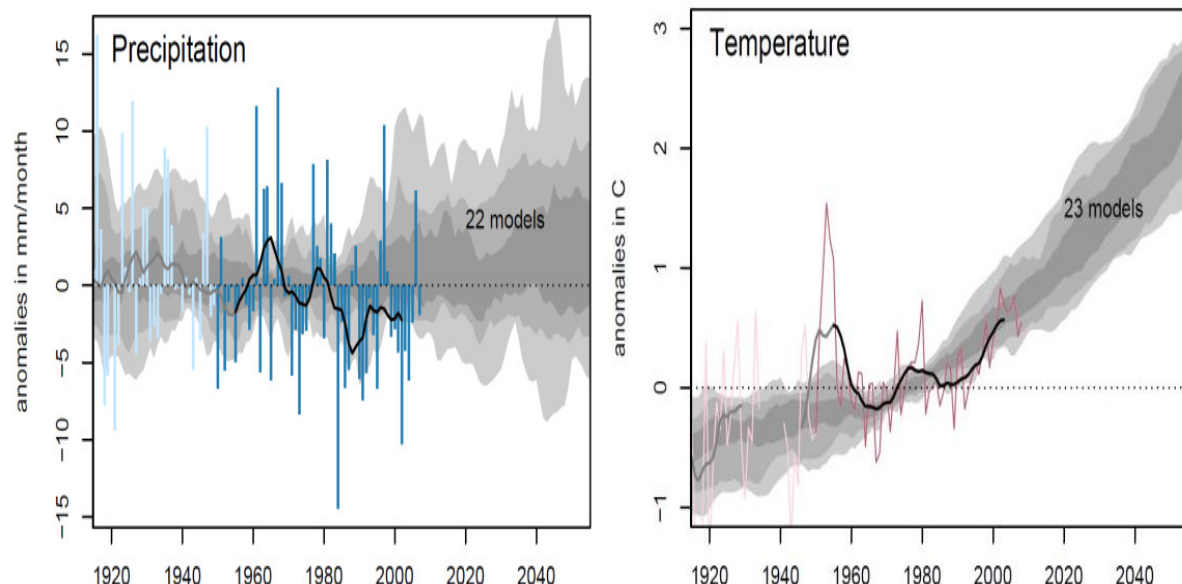 Precipitation
anomalies in mm/month
15
10
5
0
−5
−10
−15
22 models
1920 1940 1960 1980 2000 2020 2040
Temperature
anomalies in C
3
2
1
0
−1
23 models
1920 1940 1960 1980 2000 2020 2040